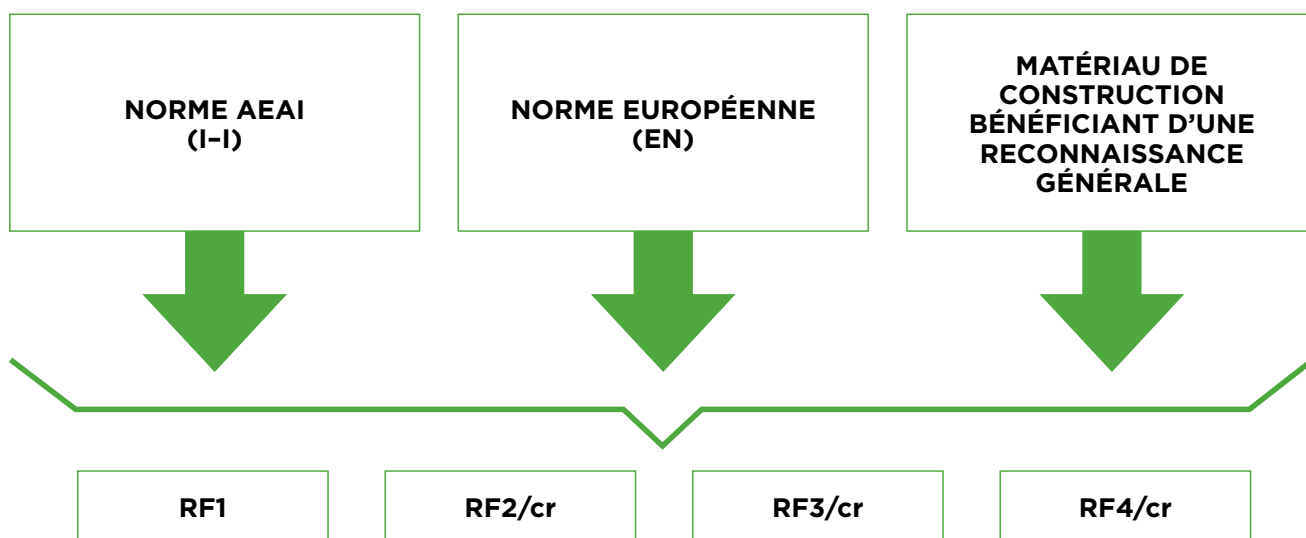 NORME AEAI
(I–I)
NORME EUROPÉENNE
(EN)
MATÉRIAU DE
CONSTRUCTION
BÉNÉFICIANT D’UNE
RECONNAISSANCE
GÉNÉRALE
RF1
RF2/cr
RF3/cr
RF4/cr